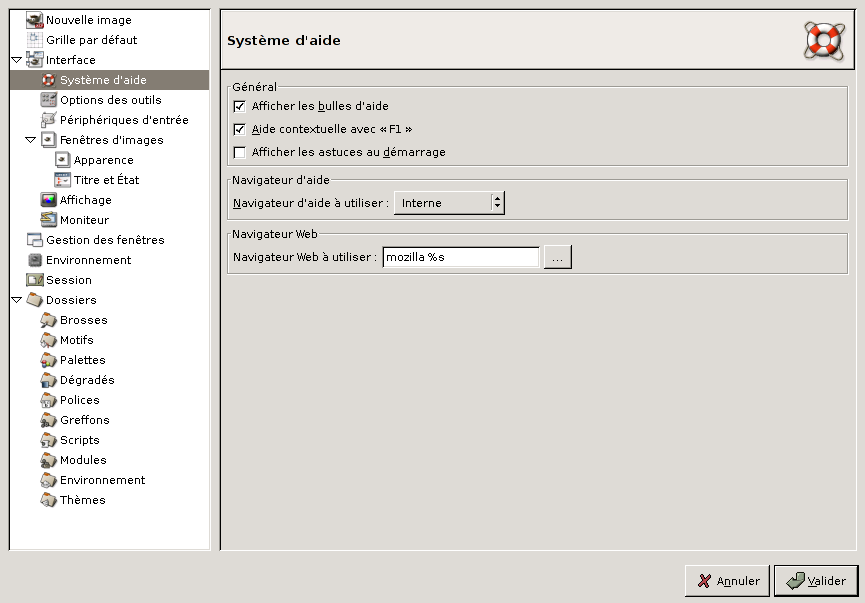 Nouvelle image
Grille par défaut
Interface
Système d'aide
Options des outils
Périphériques d'entrée
Fenêtres d'images
Apparence
Titre et État
Affichage
Moniteur
Gestion des fenêtres
Environnement
Session
Dossiers
Brosses
Motifs
Palettes
Dégradés
Polices
Greffons
Scripts
Modules
Environnement
Thèmes
Système d'aide
Général
Afficher les bulles d'aide
Aide contextuelle avec « F1 »
Afficher les astuces au démarrage
Navigateur d'aide
Navigateur d'aide à utiliser : Interne
Navigateur Web
Navigateur Web à utiliser : mozilla %s ...
Annuler Valider